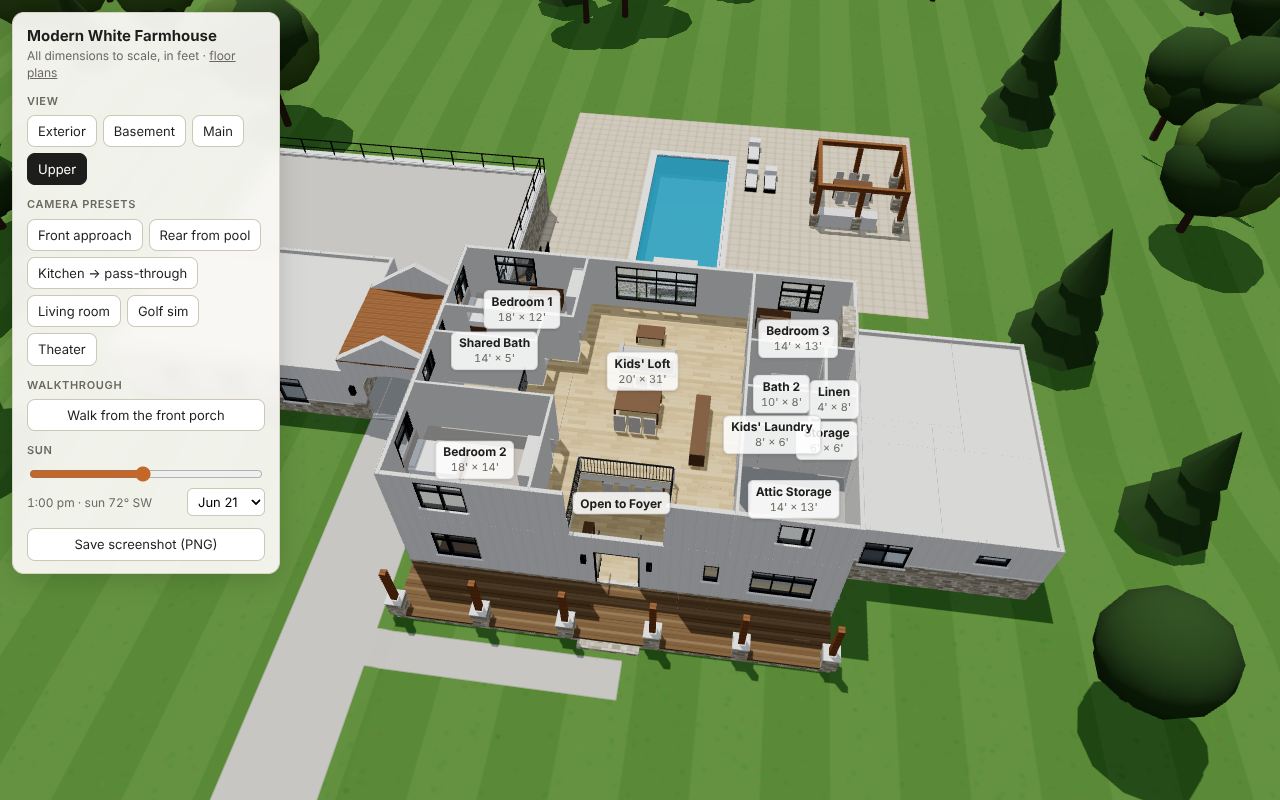 Modern White Farmhouse
All dimensions to scale, in feet · floor
plans
VIEW
Exterior
Basement
Main
Upper
CAMERA PRESETS
Front approach
Rear from pool
Kitchen → pass-through
Living room
Golf sim
Theater
WALKTHROUGH
Walk from the front porch
SUN
1:00 pm · sun 72° SW
Jun 21
Save screenshot (PNG)
Bedroom 1
18' × 12'
Shared Bath
14' × 5'
Bedroom 3
14' × 13'
Kids' Loft
20' × 31'
Bath 2
10' × 8'
Linen
4' × 8'
Kids' Laundry
8' × 6'
× 6'
Bedroom 2
18' × 14'
Attic Storage
14' × 13'
Open to Foyer